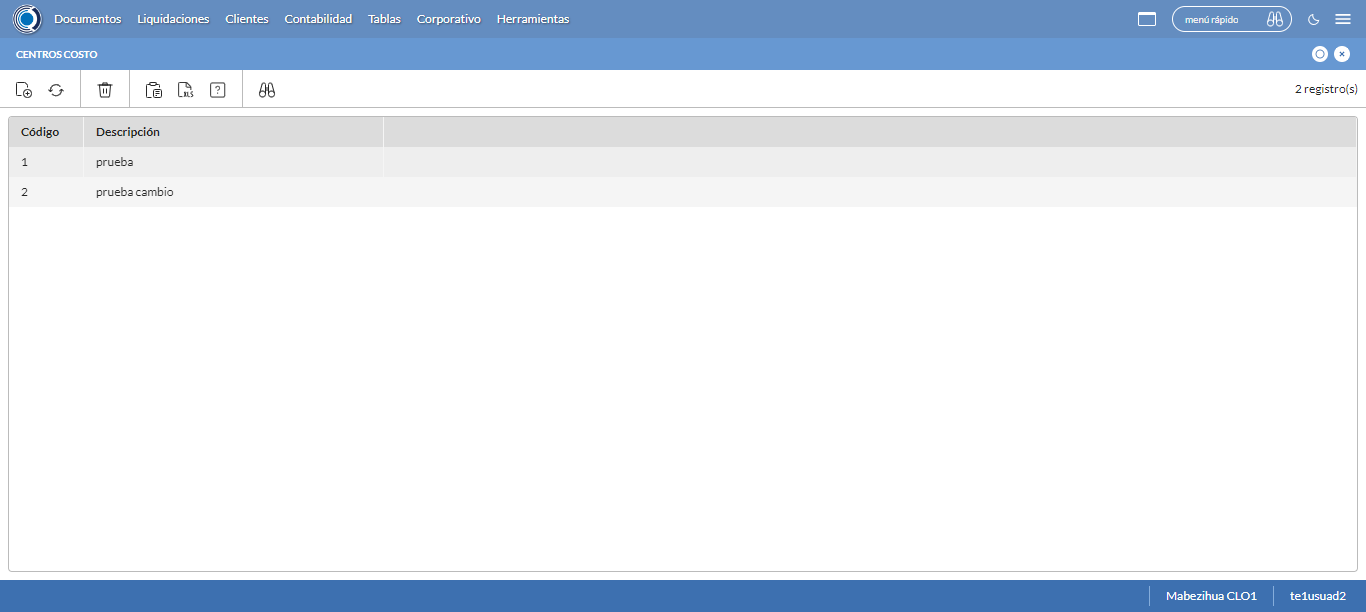 Documentos Liquidaciones Clientes Contabilidad Tablas Corporativo Herramientas menú rápido
CENTROS COSTO
XLS ? 2 registro(s)
Código Descripción
1 prueba
2 prueba cambio
Mabezihua CLO1 te1usuad2